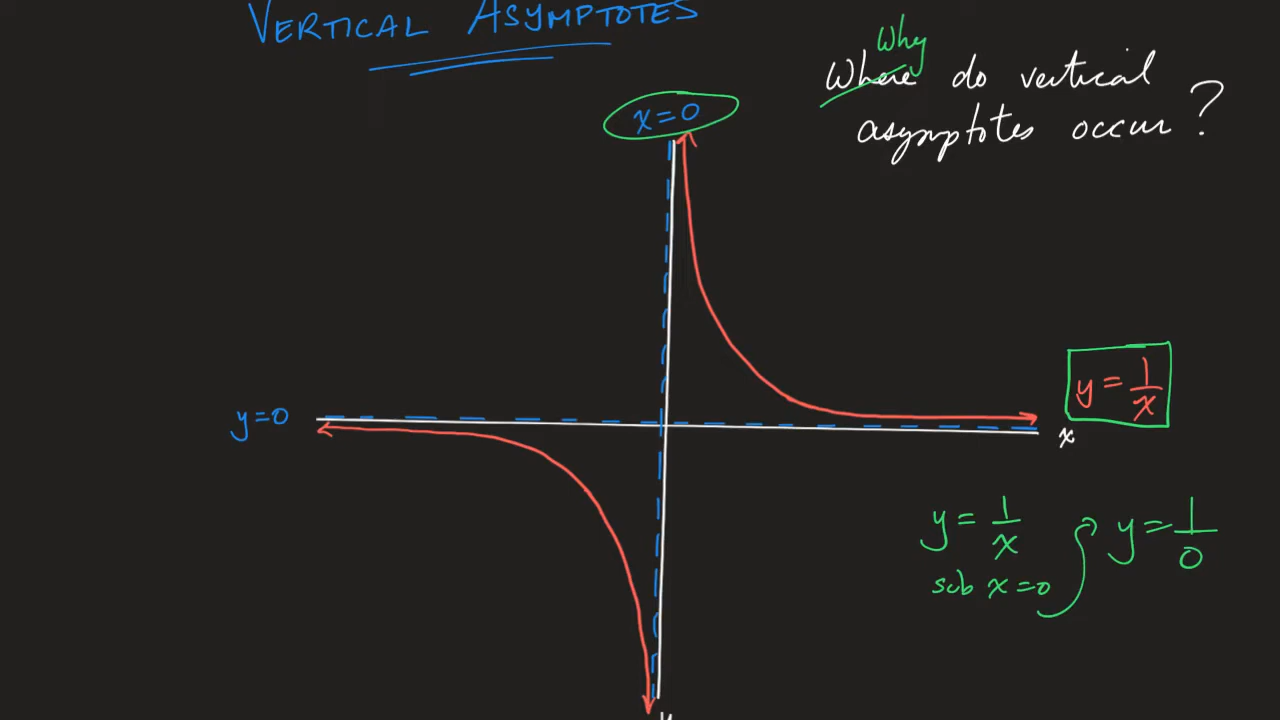 VERTICAL ASYMPTOTES
Why
Where do vertical
asymptotes occur?
x=0
y=0
y = 1/x
x
y = 1/x
sub x=0
y = 1/0